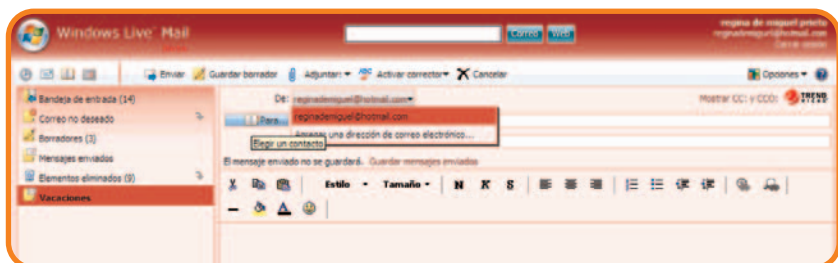 Windows Live™ Mail
Correo Web
regina de miguel prieto
reginademiguel@hotmail.com
Cerrar sesión
Enviar Guardar borrador Adjuntar: Activar corrector Cancelar Opciones
Bandeja de entrada (14)
Correo no deseado
Borradores (3)
Mensajes enviados
Elementos eliminados (9)
Vacaciones
De: reginademiguel@hotmail.com
Mostrar CC: y CCO:
TREND
Para
reginademiguel@hotmail.com
Agregar una dirección de correo electrónico...
Elegir un contacto
El mensaje enviado no se guardará. Guardar mensajes enviados
Estilo Tamaño N K S
A